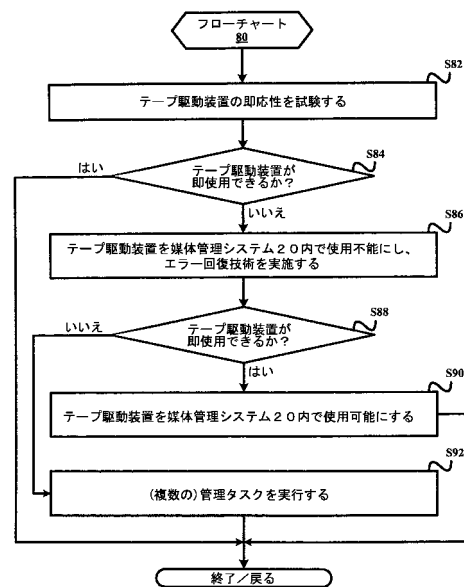 フローチャート
80
S82
テープ駆動装置の即応性を試験する
S84
はい
テープ駆動装置が
即使用できるか？
いいえ
S86
テープ駆動装置を媒体管理システム２０内で使用不能にし、
エラー回復技術を実施する
S88
いいえ
テープ駆動装置が
即使用できるか？
はい
S90
テープ駆動装置を媒体管理システム２０内で使用可能にする
S92
(複数の)管理タスクを実行する
終了／戻る